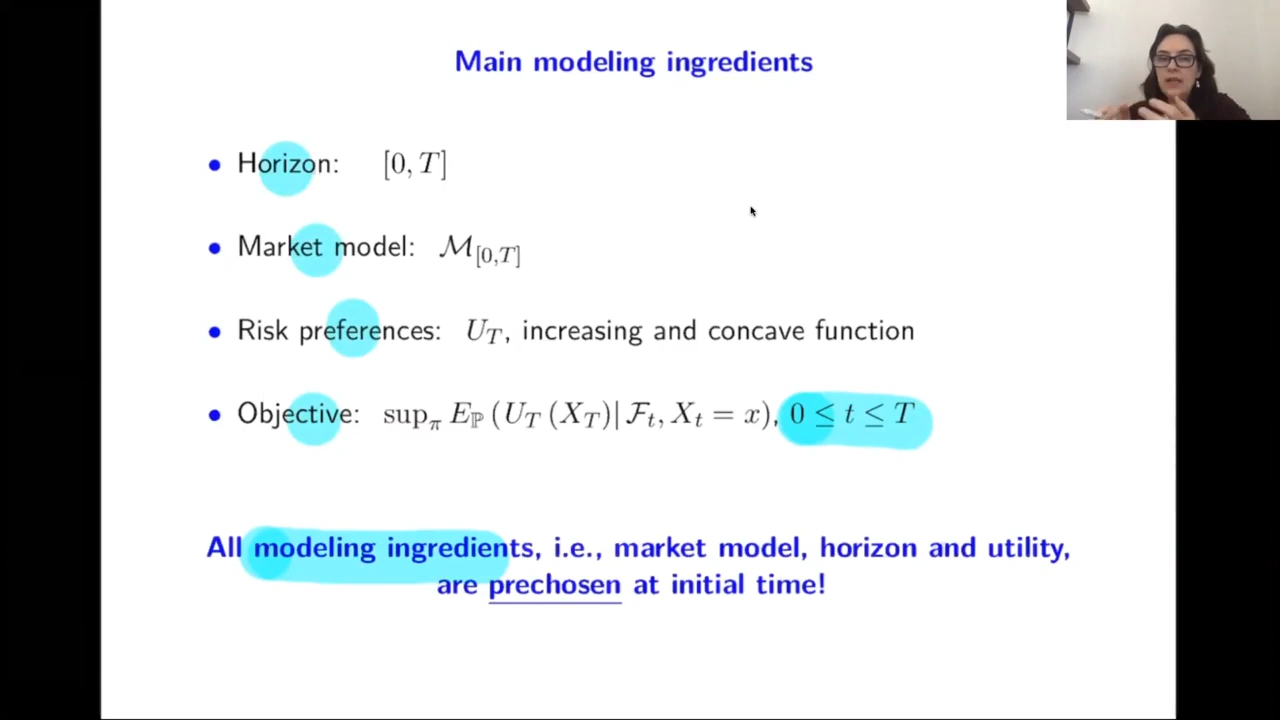 Main modeling ingredients
• Horizon: [0, T]
• Market model: ℳ_[0,T]
• Risk preferences: U_T, increasing and concave function
• Objective: sup_π E_ℙ (U_T (X_T)| ℱ_t, X_t = x), 0 ≤ t ≤ T
All modeling ingredients, i.e., market model, horizon and utility,
are prechosen at initial time!